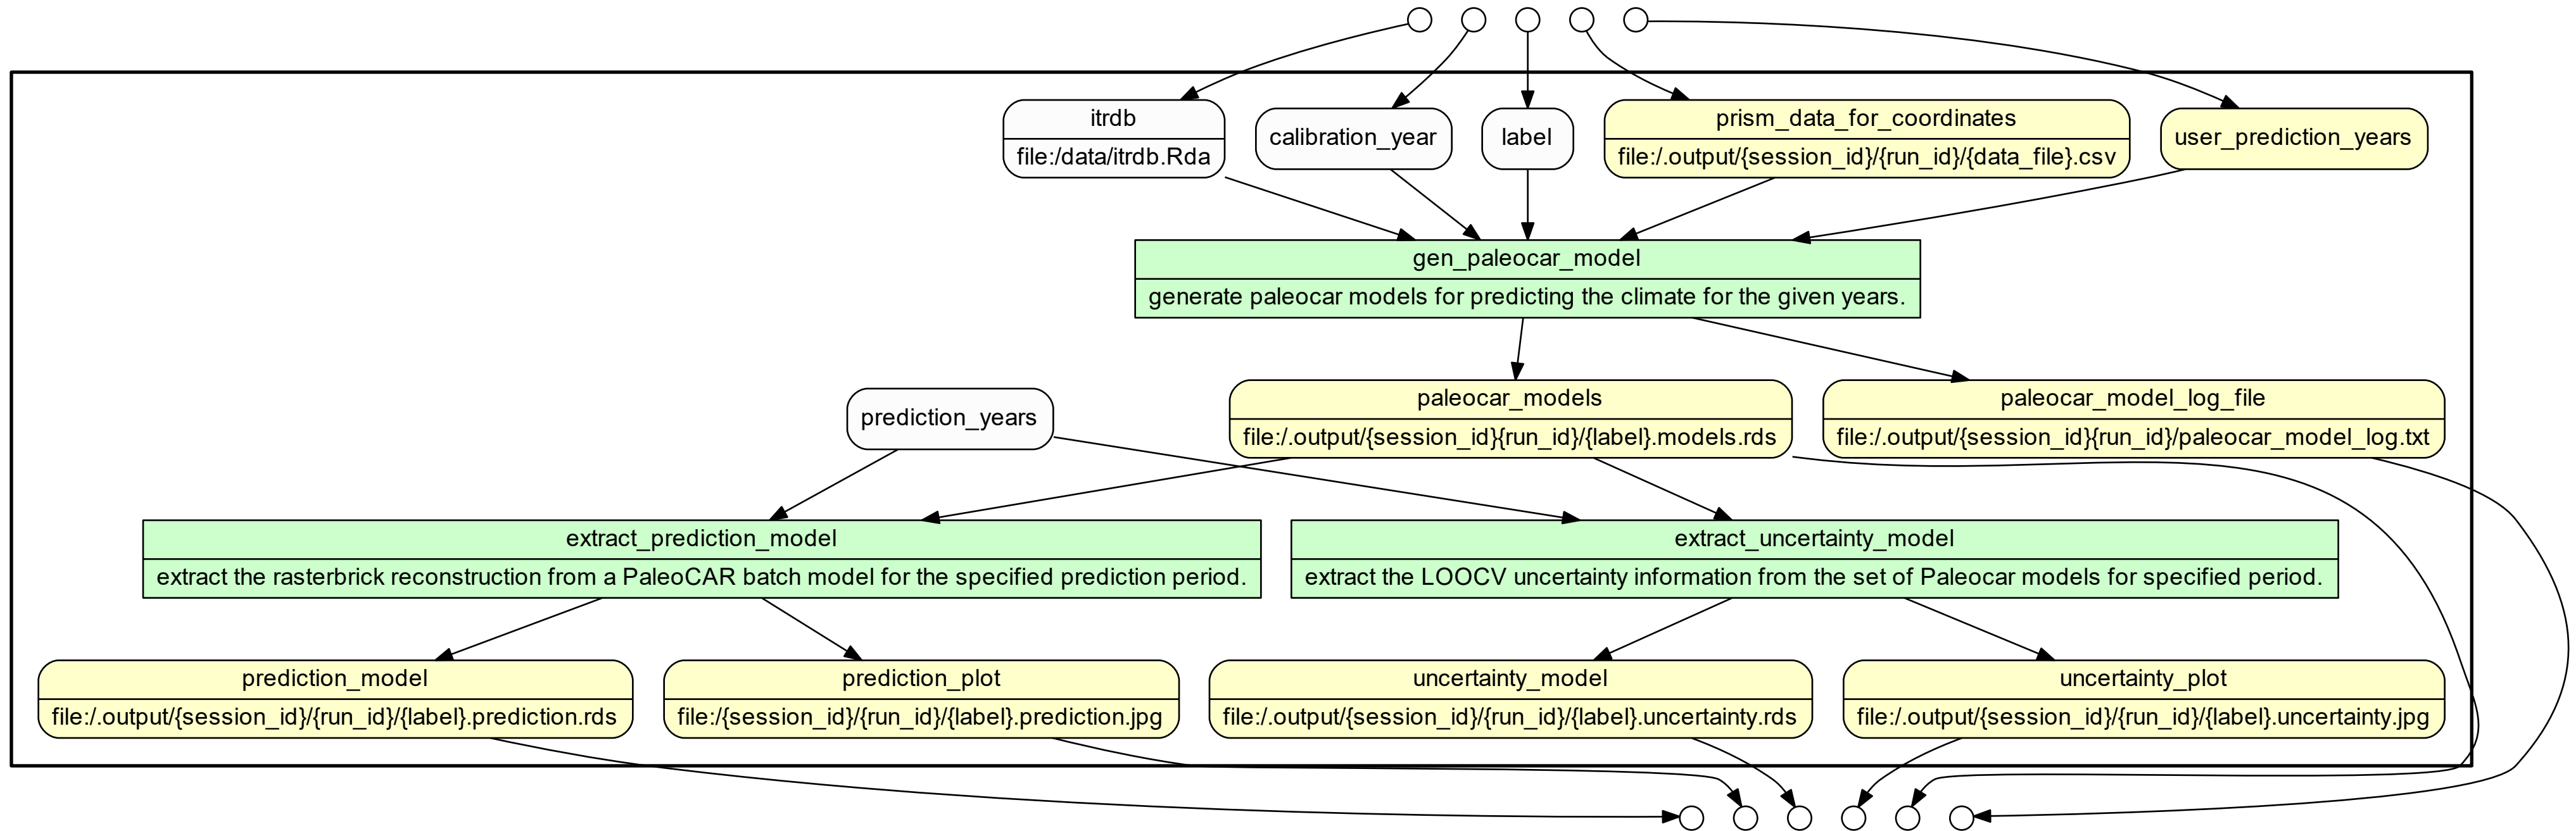 itrdb
file:/data/itrdb.Rda
calibration_year
label
prism_data_for_coordinates
file:/.output/{session_id}/{run_id}/{data_file}.csv
user_prediction_years
gen_paleocar_model
generate paleocar models for predicting the climate for the given years.
prediction_years
paleocar_models
file:/.output/{session_id}{run_id}/{label}.models.rds
paleocar_model_log_file
file:/.output/{session_id}{run_id}/paleocar_model_log.txt
extract_prediction_model
extract the rasterbrick reconstruction from a PaleoCAR batch model for the specified prediction period.
extract_uncertainty_model
extract the LOOCV uncertainty information from the set of Paleocar models for specified period.
prediction_model
file:/.output/{session_id}/{run_id}/{label}.prediction.rds
prediction_plot
file:/{session_id}/{run_id}/{label}.prediction.jpg
uncertainty_model
file:/.output/{session_id}/{run_id}/{label}.uncertainty.rds
uncertainty_plot
file:/.output/{session_id}/{run_id}/{label}.uncertainty.jpg